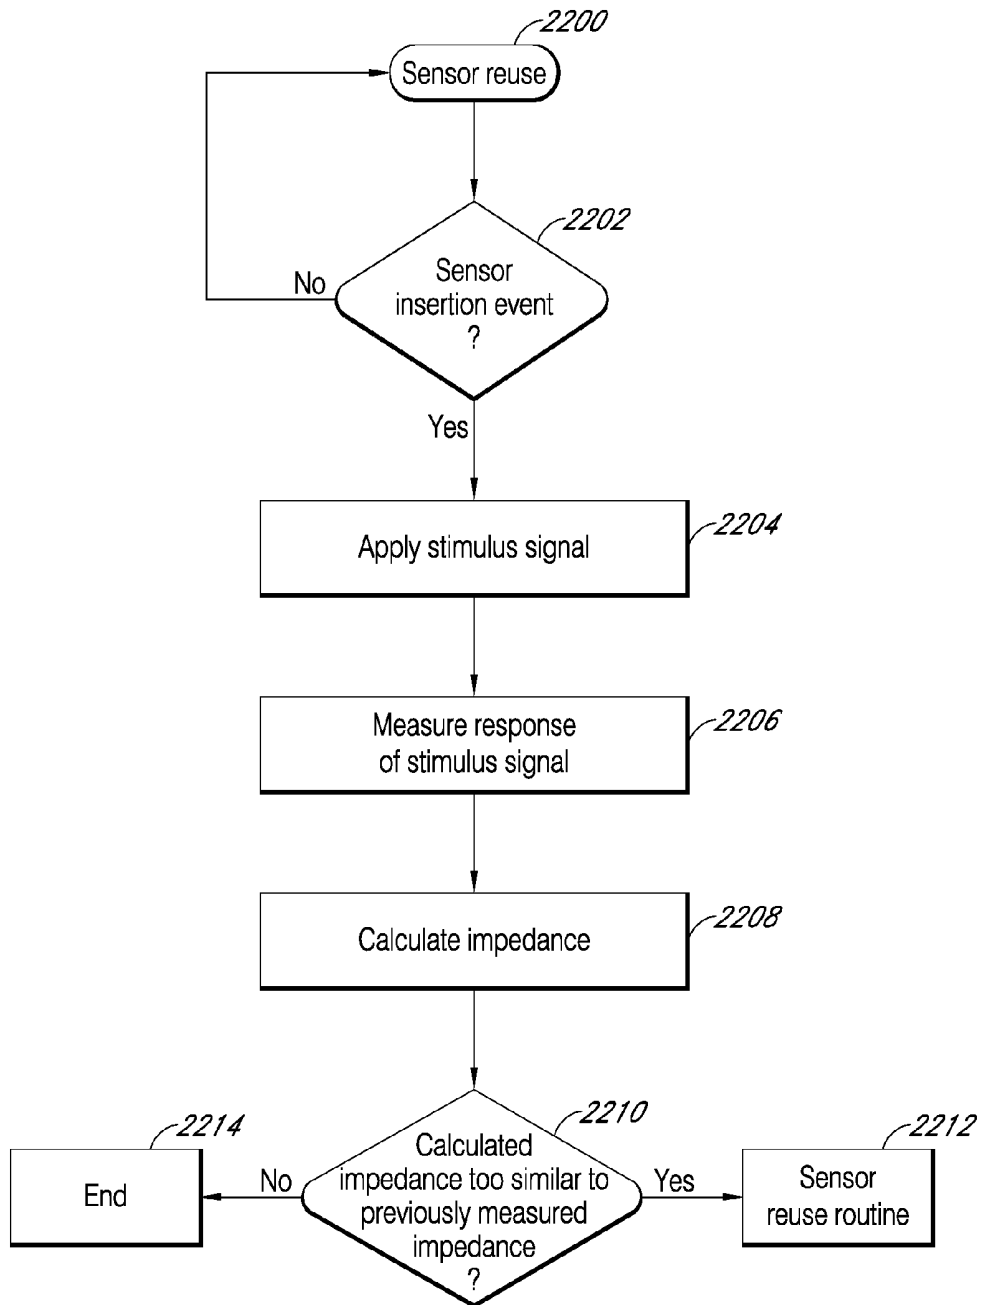 2200
Sensor reuse
2202
Sensor
insertion event
?
No
Yes
2204
Apply stimulus signal
2206
Measure response
of stimulus signal
2208
Calculate impedance
2210
Calculated
impedance too similar to
previously measured
impedance
?
No
Yes
2214
End
2212
Sensor
reuse routine